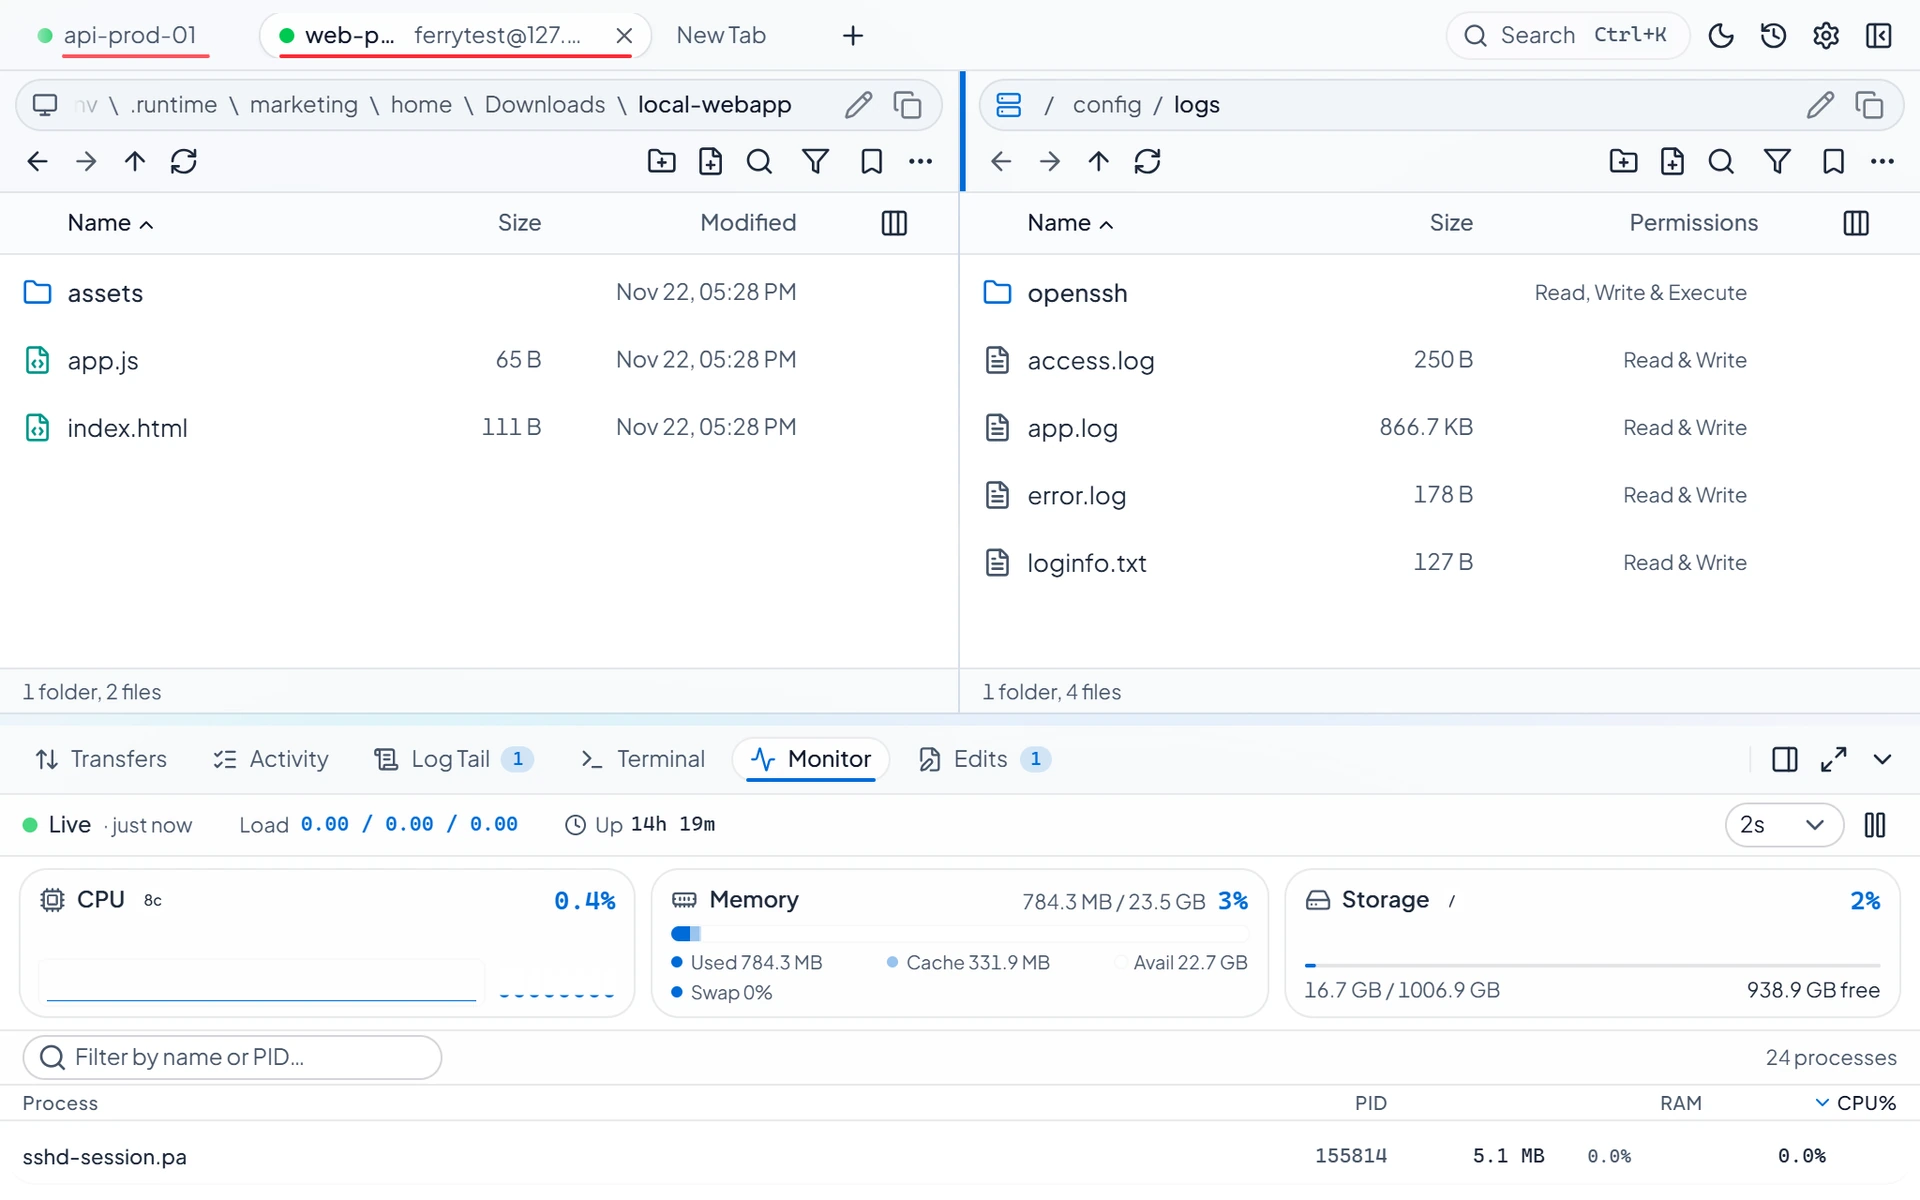 api-prod-01 web-p... ferrytest@127.... New Tab Search Ctrl+K
nv \ .runtime \ marketing \ home \ Downloads \ local-webapp
/ config / logs
Name Size Modified
Name Size Permissions
assets Nov 22, 05:28 PM
app.js 65 B Nov 22, 05:28 PM
index.html 111 B Nov 22, 05:28 PM
openssh Read, Write & Execute
access.log 250 B Read & Write
app.log 866.7 KB Read & Write
error.log 178 B Read & Write
loginfo.txt 127 B Read & Write
1 folder, 2 files
1 folder, 4 files
Transfers Activity Log Tail 1 Terminal Monitor Edits 1
Live · just now Load 0.00 / 0.00 / 0.00 Up 14h 19m 2s
CPU 8c 0.4%
Memory 784.3 MB / 23.5 GB 3%
Used 784.3 MB Cache 331.9 MB Avail 22.7 GB
Swap 0%
Storage / 2%
16.7 GB / 1006.9 GB 938.9 GB free
Filter by name or PID... 24 processes
Process PID RAM CPU%
sshd-session.pa 155814 5.1 MB 0.0% 0.0%